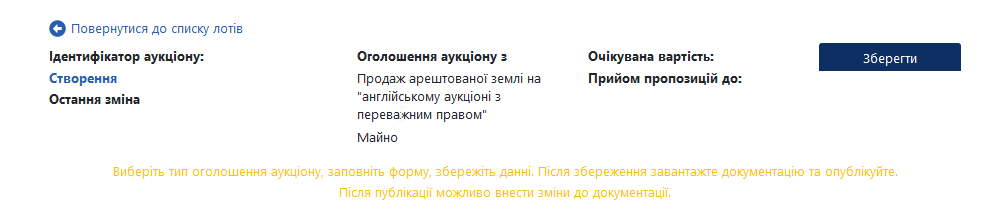 Повернутися до списку лотів
Ідентифікатор аукціону:
Створення
Остання зміна
Оголошення аукціону з
Продаж арештованої землі на
"англійському аукціоні з
переважним правом"
Майно
Очікувана вартість:
Прийом пропозицій до:
Зберегти
Виберіть тип оголошення аукціону, заповніть форму, збережіть данні. Після збереження завантажте документацію та опублікуйте.
Після публікації можливо внести зміни до документації.